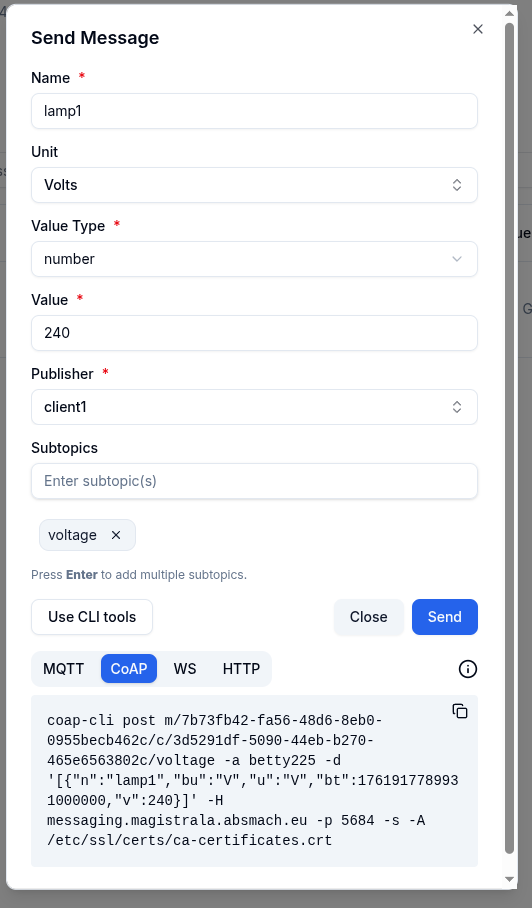 Send Message
Name *
lamp1
Unit
Volts
Value Type *
number
Value *
240
Publisher *
client1
Subtopics
Enter subtopic(s)
voltage
Press Enter to add multiple subtopics.
Use CLI tools Close Send
MQTT CoAP WS HTTP
coap-cli post m/7b73fb42-fa56-48d6-8eb0-
0955becb462c/c/3d5291df-5090-44eb-b270-
465e6563802c/voltage -a betty225 -d
'[{"n":"lamp1","bu":"V","u":"V","bt":176191778993
1000000,"v":240}]' -H
messaging.magistrala.absmach.eu -p 5684 -s -A
/etc/ssl/certs/ca-certificates.crt